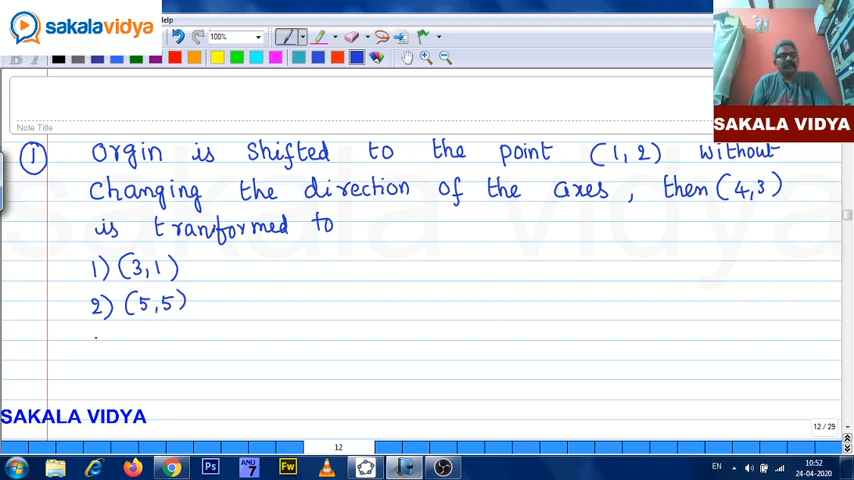 sakalavidya
Help
100%
SAKALA VIDYA
Note Title
1) Orgin is shifted to the point (1,2) without
changing the direction of the axes, then (4,3)
is transformed to
1) (3,1)
2) (5,5)
SAKALA VIDYA
12 / 29
12
EN
10:52
24-04-2020